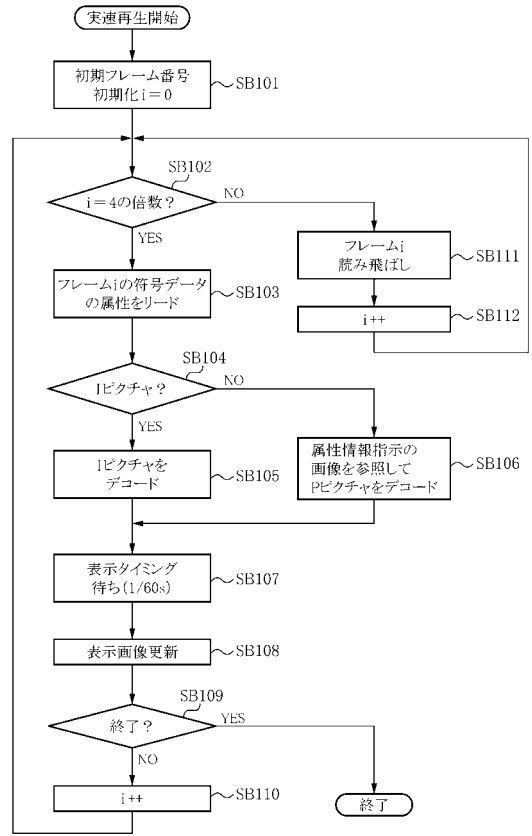 実速再生開始
初期フレーム番号
初期化i＝0
SB101
SB102
i＝4の倍数？
NO
YES
フレームi
読み飛ばし
SB111
i++
SB112
フレームiの符号データ
の属性をリード
SB103
SB104
Iピクチャ？
NO
YES
Iピクチャを
デコード
SB105
属性情報指示の
画像を参照して
Pピクチャをデコード
SB106
表示タイミング
待ち(1/60s)
SB107
表示画像更新
SB108
SB109
終了？
YES
NO
i++
SB110
終了